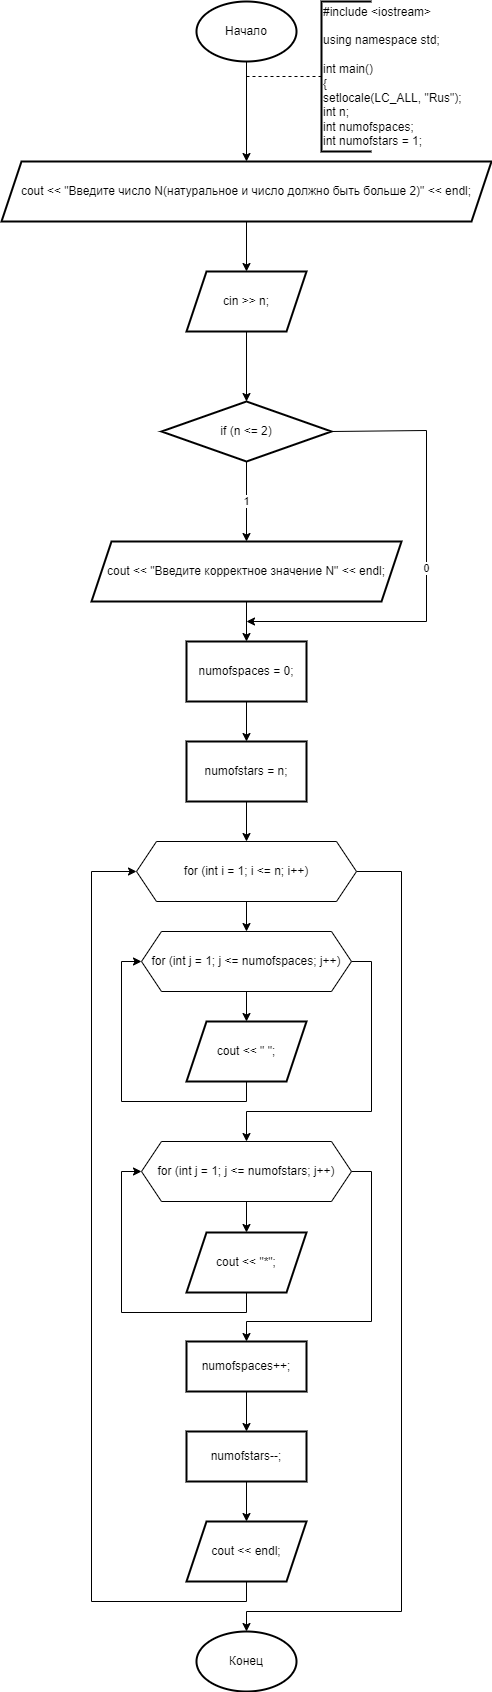 Начало
#include <iostream>
using namespace std;
int main()
{
setlocale(LC_ALL, "Rus");
int n;
int numofspaces;
int numofstars = 1;
cout << "Введите число N(натуральное и число должно быть больше 2)" << endl;
cin >> n;
if (n <= 2)
1
0
cout << "Введите корректное значение N" << endl;
numofspaces = 0;
numofstars = n;
for (int i = 1; i <= n; i++)
for (int j = 1; j <= numofspaces; j++)
cout << " ";
for (int j = 1; j <= numofstars; j++)
cout << "*";
numofspaces++;
numofstars--;
cout << endl;
Конец